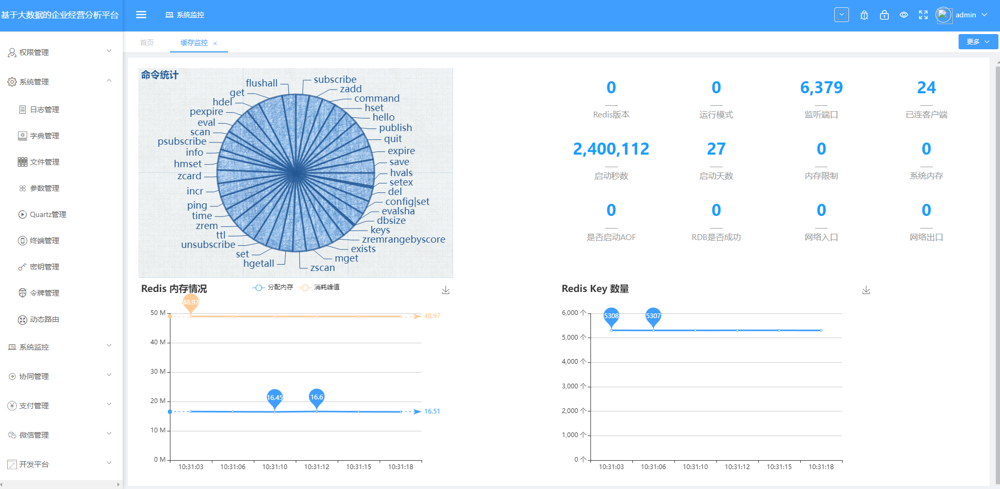 基于大数据的企业经营分析平台
系统监控
admin
首页
缓存监控
更多
权限管理
系统管理
日志管理
字典管理
文件管理
参数管理
Quartz管理
终端管理
密钥管理
令牌管理
动态路由
系统监控
协同管理
支付管理
微信管理
开发平台
命令统计
subscribe
zadd
command
hset
hello
publish
quit
expire
save
hvals
setex
del
config|set
evalsha
dbsize
keys
zremrangebyscore
exists
mget
zscan
hgetall
set
unsubscribe
ttl
zrem
time
ping
incr
zcard
hmset
info
psubscribe
scan
eval
pexpire
hdel
get
flushall
0
Redis版本
0
运行模式
6,379
监听端口
24
已连客户端
2,400,112
启动秒数
27
启动天数
0
内存限制
0
系统内存
0
是否启动AOF
0
RDB是否成功
0
网络入口
0
网络出口
Redis 内存情况
分配内存
消耗峰值
48.97
48.97
50 M
40 M
30 M
20 M
10 M
0 M
16.45
16.6
16.51
10:31:03
10:31:06
10:31:10
10:31:12
10:31:15
10:31:18
Redis Key 数量
5308
5307
6,000 个
5,000 个
4,000 个
3,000 个
2,000 个
1,000 个
0 个
10:31:03
10:31:06
10:31:10
10:31:12
10:31:15
10:31:18